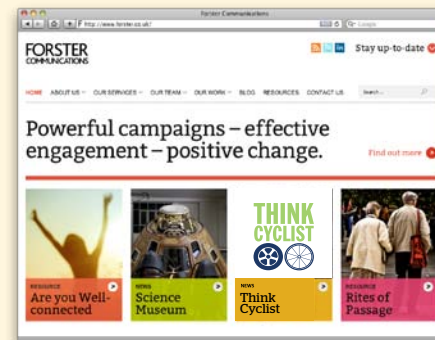 Forster Communications
http://www.forster.co.uk/
Google
FORSTER
COMMUNICATIONS
Stay up-to-date
HOME ABOUT US OUR SERVICES OUR TEAM OUR WORK BLOG RESOURCES CONTACT US Search...
Powerful campaigns – effective
engagement – positive change.
Find out more
THINK
CYCLIST
RESOURCE
Are you Well-
connected
NEWS
Science
Museum
NEWS
Think
Cyclist
RESOURCE
Rites of
Passage